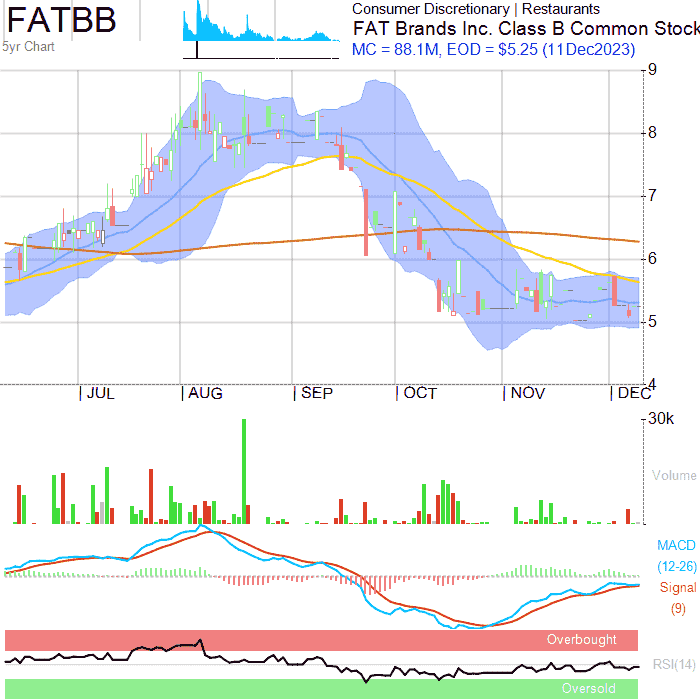 FATBB
5yr Chart
Consumer Discretionary | Restaurants
FAT Brands Inc. Class B Common Stock
MC = 88.1M, EOD = $5.25 (11Dec2023)
9
8
7
6
5
4
JUL AUG SEP OCT NOV DEC
30k
Volume
MACD
(12-26)
Signal
(9)
Overbought
RSI(14)
Oversold